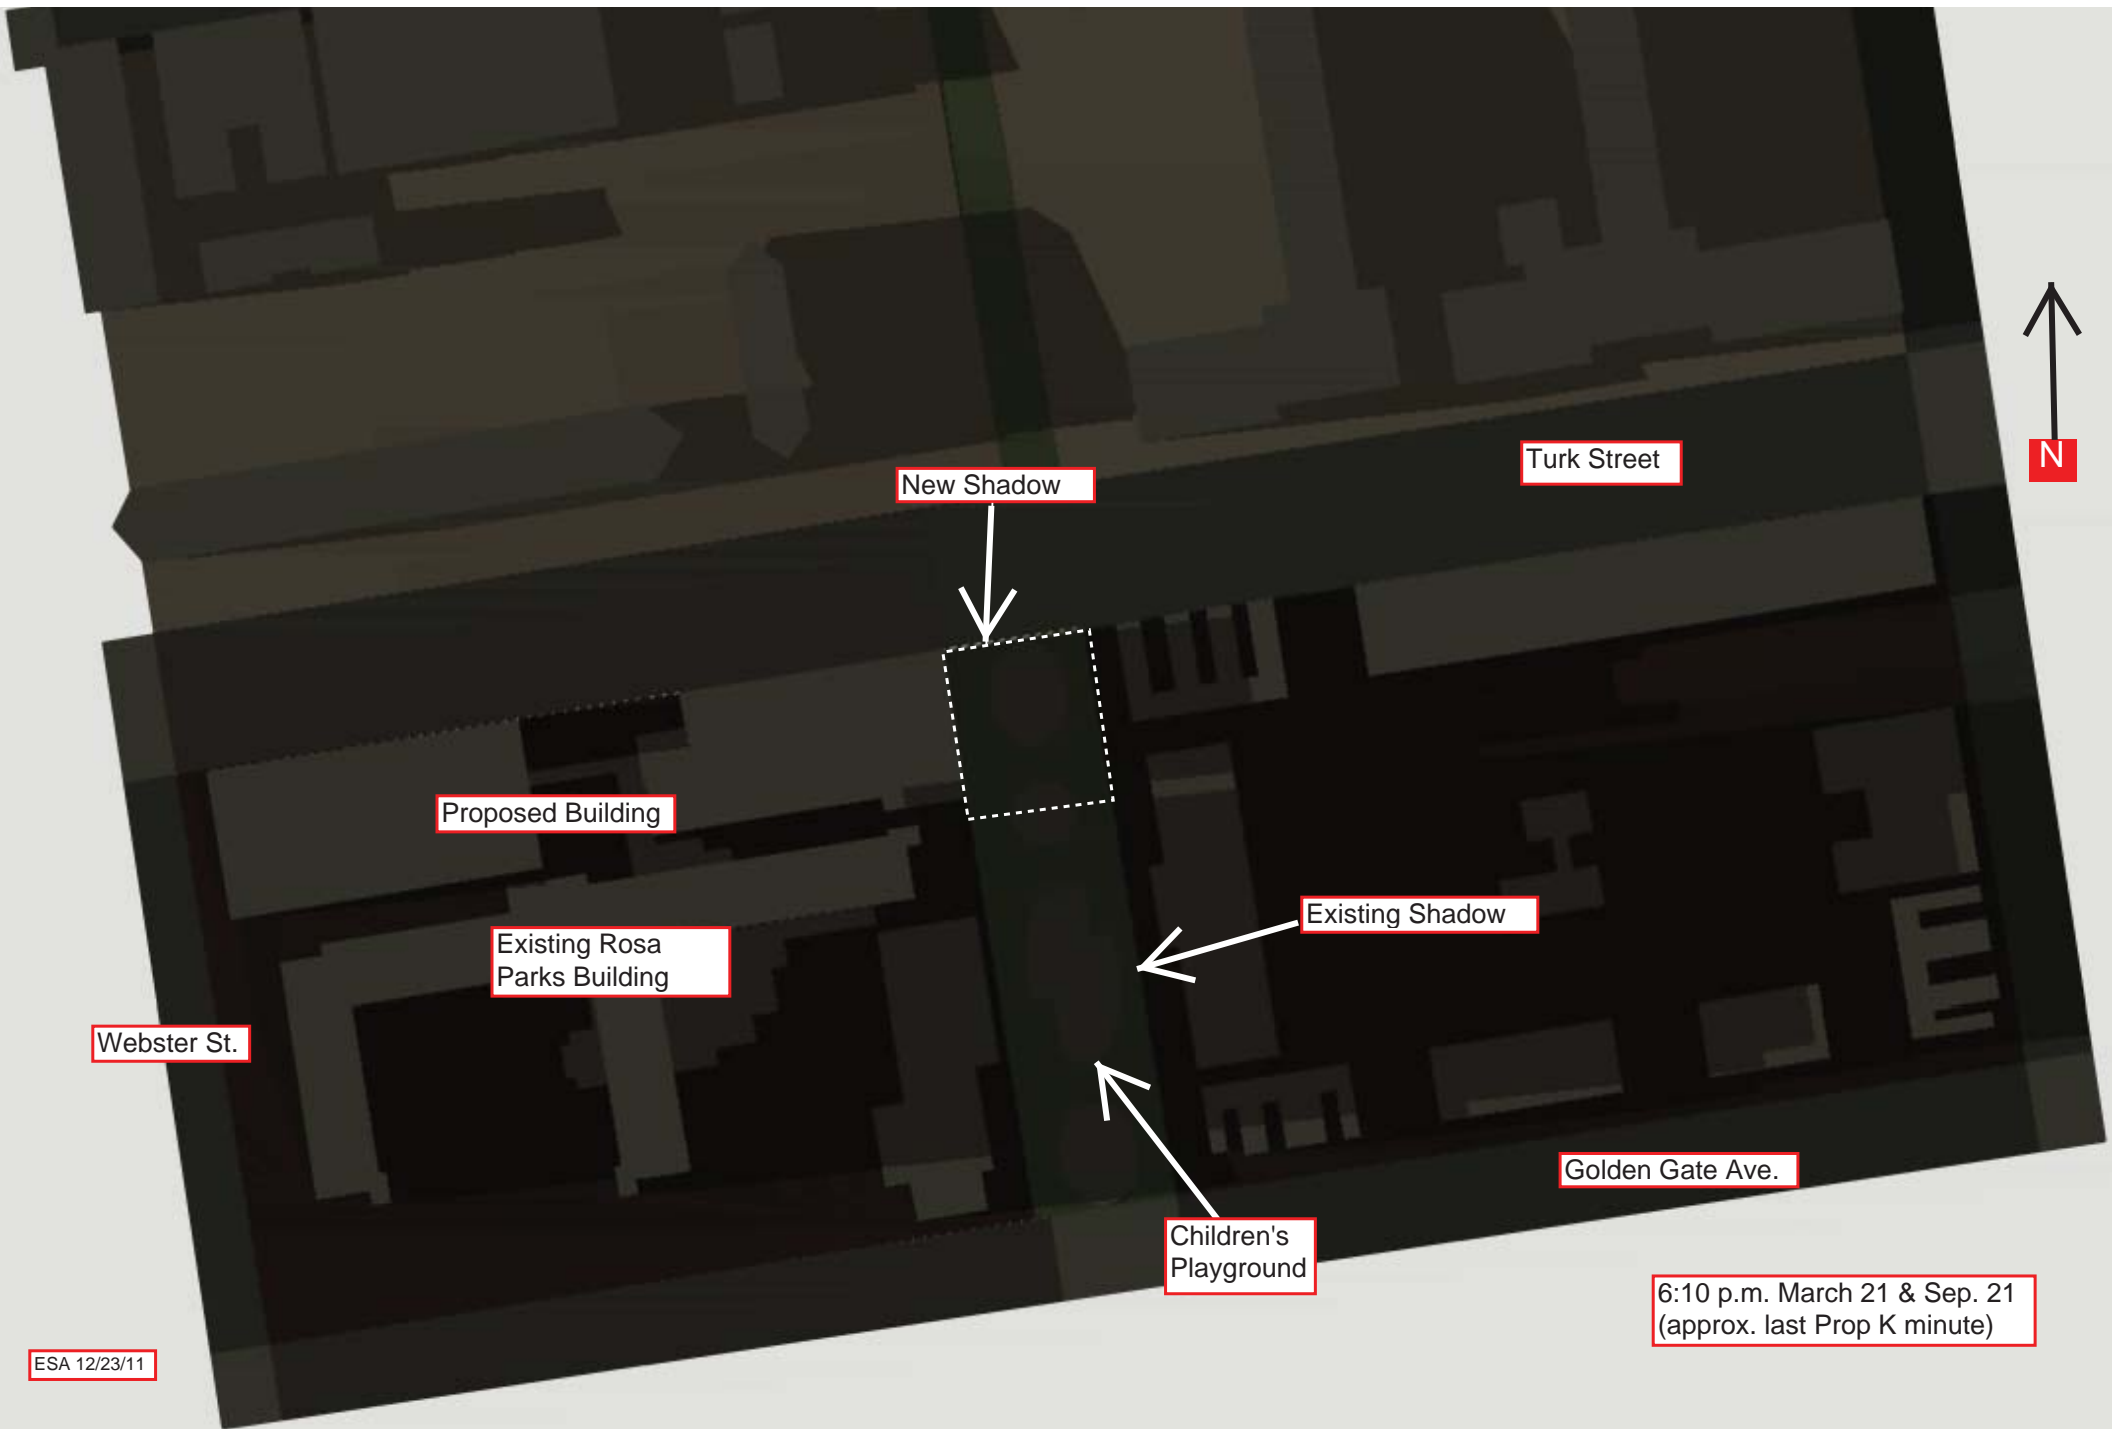 New Shadow
Turk Street
N
Proposed Building
Existing Shadow
Existing Rosa
Parks Building
Webster St.
Golden Gate Ave.
Children's
Playground
6:10 p.m. March 21 & Sep. 21
(approx. last Prop K minute)
ESA 12/23/11